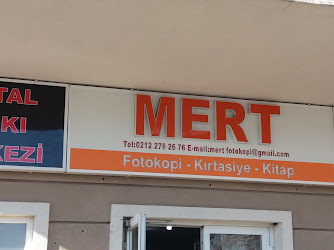 TAL
KI
KEZİ
MERT
Tel:0212 276 26 76 E-mail:mert fotokopi@gmail.com
Fotokopi - Kırtasiye - Kitap